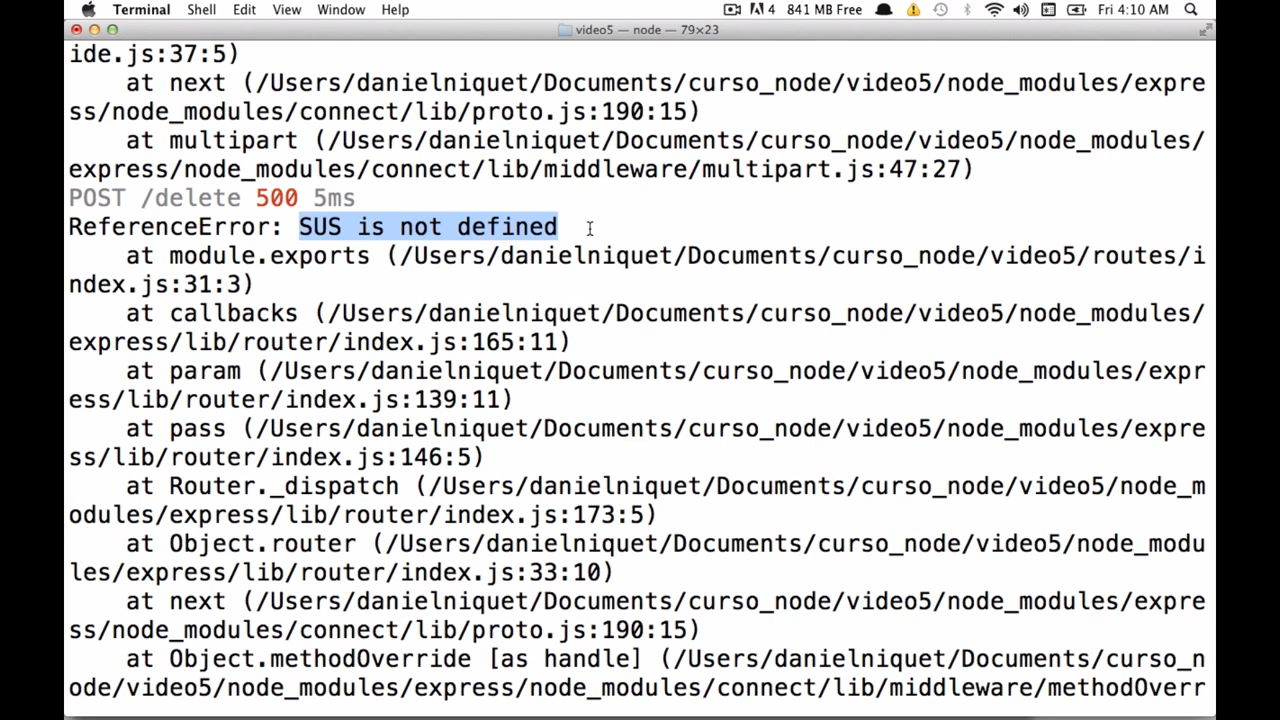 Terminal Shell Edit View Window Help 4 841 MB Free Fri 4:10 AM
video5 — node — 79×23
ide.js:37:5)
at next (/Users/danielniquet/Documents/curso_node/video5/node_modules/expre
ss/node_modules/connect/lib/proto.js:190:15)
at multipart (/Users/danielniquet/Documents/curso_node/video5/node_modules/
express/node_modules/connect/lib/middleware/multipart.js:47:27)
POST /delete 500 5ms
ReferenceError: SUS is not defined
at module.exports (/Users/danielniquet/Documents/curso_node/video5/routes/i
ndex.js:31:3)
at callbacks (/Users/danielniquet/Documents/curso_node/video5/node_modules/
express/lib/router/index.js:165:11)
at param (/Users/danielniquet/Documents/curso_node/video5/node_modules/expr
ess/lib/router/index.js:139:11)
at pass (/Users/danielniquet/Documents/curso_node/video5/node_modules/expre
ss/lib/router/index.js:146:5)
at Router._dispatch (/Users/danielniquet/Documents/curso_node/video5/node_m
odules/express/lib/router/index.js:173:5)
at Object.router (/Users/danielniquet/Documents/curso_node/video5/node_modu
les/express/lib/router/index.js:33:10)
at next (/Users/danielniquet/Documents/curso_node/video5/node_modules/expre
ss/node_modules/connect/lib/proto.js:190:15)
at Object.methodOverride [as handle] (/Users/danielniquet/Documents/curso_n
ode/video5/node_modules/express/node_modules/connect/lib/middleware/methodOverr